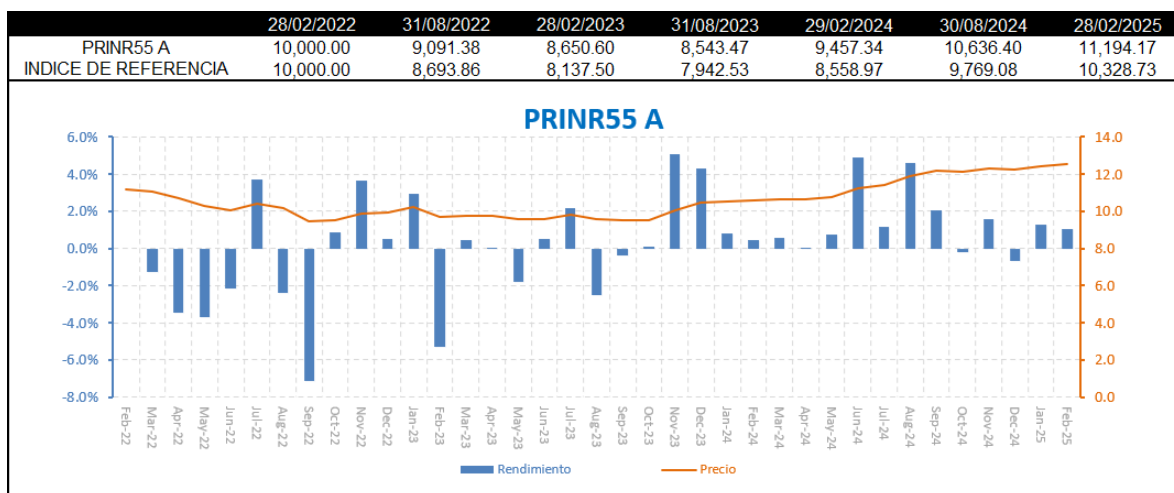 28/02/2022 31/08/2022 28/02/2023 31/08/2023 29/02/2024 30/08/2024 28/02/2025
PRINR55 A 10,000.00 9,091.38 8,650.60 8,543.47 9,457.34 10,636.40 11,194.17
INDICE DE REFERENCIA 10,000.00 8,693.86 8,137.50 7,942.53 8,558.97 9,769.08 10,328.73
PRINR55 A
6.0% 14.0
4.0% 12.0
2.0% 10.0
0.0% 8.0
-2.0% 6.0
-4.0% 4.0
-6.0% 2.0
-8.0% 0.0
Feb-22
Mar-22
Apr-22
May-22
Jun-22
Jul-22
Aug-22
Sep-22
Oct-22
Nov-22
Dec-22
Jan-23
Feb-23
Mar-23
Apr-23
May-23
Jun-23
Jul-23
Aug-23
Sep-23
Oct-23
Nov-23
Dec-23
Jan-24
Feb-24
Mar-24
Apr-24
May-24
Jun-24
Jul-24
Aug-24
Sep-24
Oct-24
Nov-24
Dec-24
Jan-25
Feb-25
Rendimiento Precio